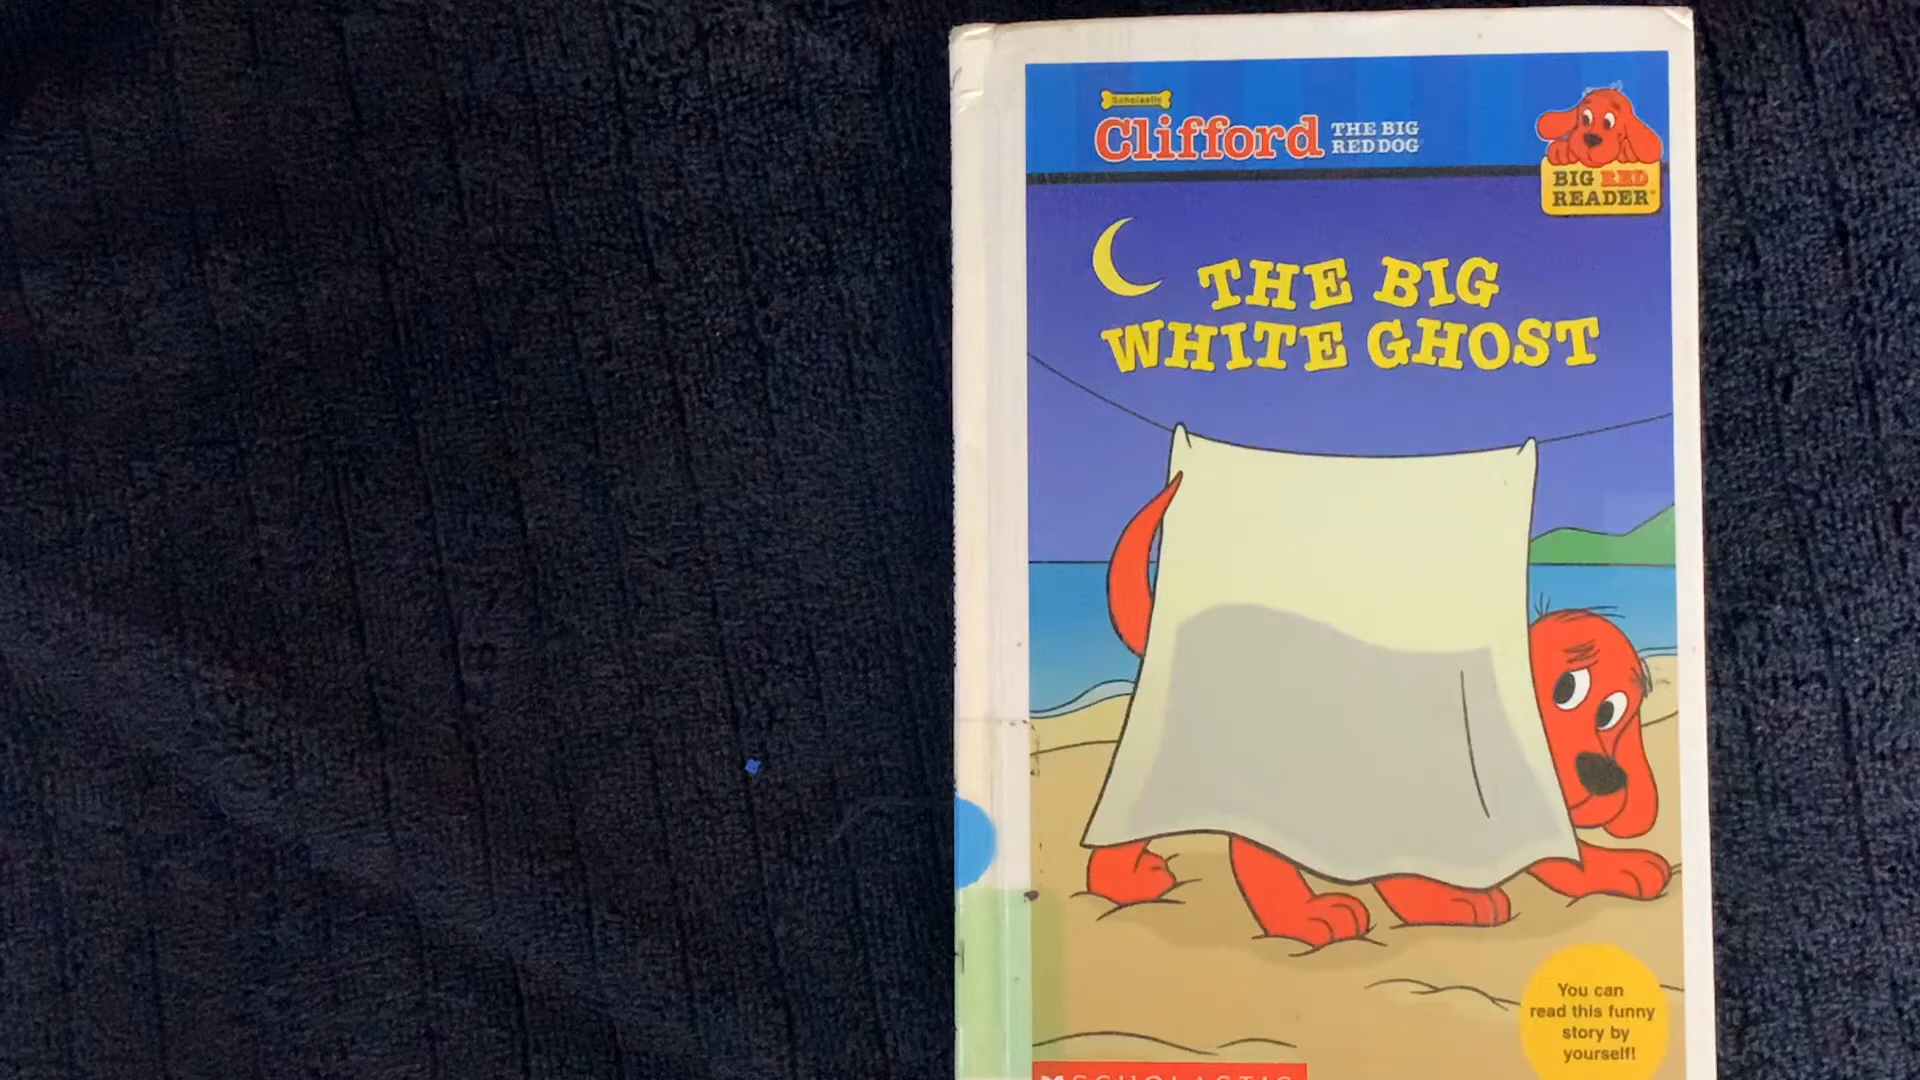 Scholastic
Clifford
THE BIG
RED DOG
BIG RED
READER
THE BIG
WHITE GHOST
You can
read this funny
story by
yourself!
SCHOLASTIC